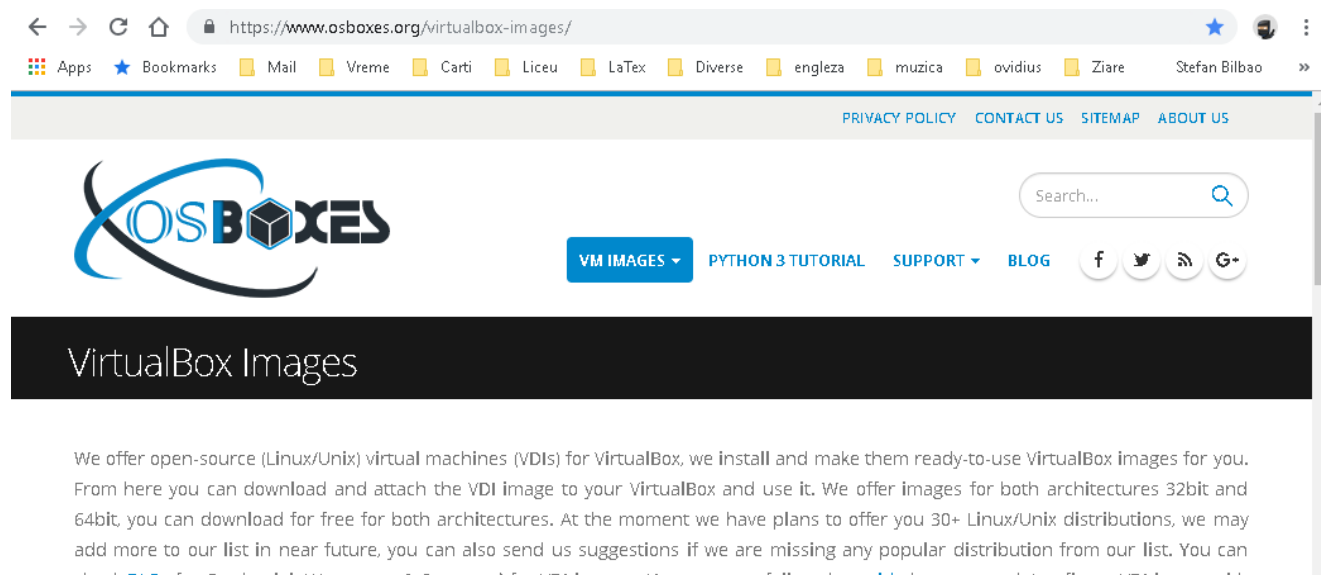 https://www.osboxes.org/virtualbox-images/
Apps Bookmarks Mail Vreme Carti Liceu LaTex Diverse engleza muzica ovidius Ziare Stefan Bilbao »
PRIVACY POLICY CONTACT US SITEMAP ABOUT US
OSBOXES
Search...
VM IMAGES PYTHON 3 TUTORIAL SUPPORT BLOG f G+
VirtualBox Images
We offer open-source (Linux/Unix) virtual machines (VDIs) for VirtualBox, we install and make them ready-to-use VirtualBox images for you.
From here you can download and attach the VDI image to your VirtualBox and use it. We offer images for both architectures 32bit and
64bit, you can download for free for both architectures. At the moment we have plans to offer you 30+ Linux/Unix distributions, we may
add more to our list in near future, you can also send us suggestions if we are missing any popular distribution from our list. You can